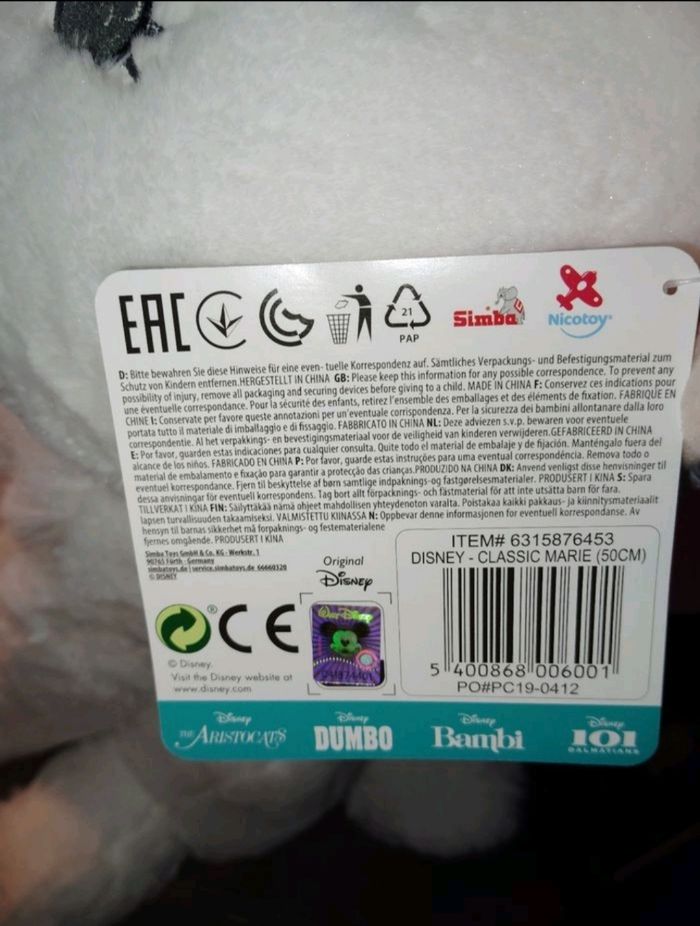 EAC
21
PAP
Simba
Nicotoy
D: Bitte bewahren Sie diese Hinweise für eine even- tuelle Korrespondenz auf. Sämtliches Verpackungs- und Befestigungsmaterial zum
Schutz von Kindern entfernen.HERGESTELLT IN CHINA GB: Please keep this information for any possible correspondence. To prevent any
possibility of injury, remove all packaging and securing devices before giving to a child. MADE IN CHINA F: Conservez ces indications pour
une éventuelle correspondance. Pour la sécurité des enfants, retirez l'ensemble des emballages et des éléments de fixation. FABRIQUÉ EN
CHINE I: Conservate per favore queste annotazioni per un'eventuale corrispondenza. Per la sicurezza dei bambini allontanare dalla loro
portata tutto il materiale di imballaggio e di fissaggio. FABBRICATO IN CHINA NL: Deze adviezen s.v.p. bewaren voor eventuele
correspondentie. Al het verpakkings- en bevestigingsmateriaal voor de veiligheid van kinderen verwijderen.GEFABRICEERD IN CHINA
E: Por favor, guarden estas indicaciones para cualquier consulta. Quite todo el material de embalaje y de fijación. Manténgalo fuera del
alcance de los niños. FABRICADO EN CHINA P: Por favor, guarde estas instruções para uma eventual correspondência. Remova todo o
material de embalamento e fixação para garantir a protecção das crianças.PRODUZIDO NA CHINA DK: Anvend venligst disse henvisninger til
eventuel korrespondance. Fjern til beskyttelse af børn samtlige indpaknings-og fastgørelsesmaterialer. PRODUSERT I KINA S: Spara
dessa anvisningar för eventuell korrespondens. Tag bort allt förpacknings- och fästmaterial för att inte utsätta barn för fara.
TILLVERKAT I KINA FIN: Säilyttäkää nämä ohjeet mahdollisen yhteydenoton varalta. Poistakaa kaikki pakkaus- ja kiinnitysmateriaalit
lapsen turvallisuuden takaamiseksi. VALMISTETTU KIINASSA N: Oppbevar denne informasjonen for eventuell korrespondanse. Av
hensyn til barnas sikkerhet må forpaknings- og festematerialene
fjernes omgående. PRODUSERT I KINA
Simba Toys GmbH & Co. KG · Werkstr. 1
90765 Fürth · Germany
simbatoys.de | service.simbatoys.de 66660320
© DISNEY
Original
Disney
ITEM# 6315876453
DISNEY - CLASSIC MARIE (50CM)
5 400868 006001
PO#PC19-0412
CE
WALT DISNEY
© Disney.
Visit the Disney website at
www.disney.com
Disney
THE ARISTOCATS
Disney
DUMBO
Disney
Bambi
Disney
101
DALMATIANS